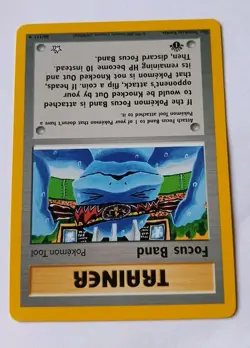 TRAINER
Focus Band
Pokémon Tool
Attach Focus Band to 1 of your Pokémon that doesn't have a
Pokémon Tool attached to it.
If the Pokémon Focus Band is attached
to would be Knocked Out by your
opponent's attack, flip a coin. If heads,
that Pokémon is not Knocked Out and
its remaining HP become 10 instead.
Then, discard Focus Band.